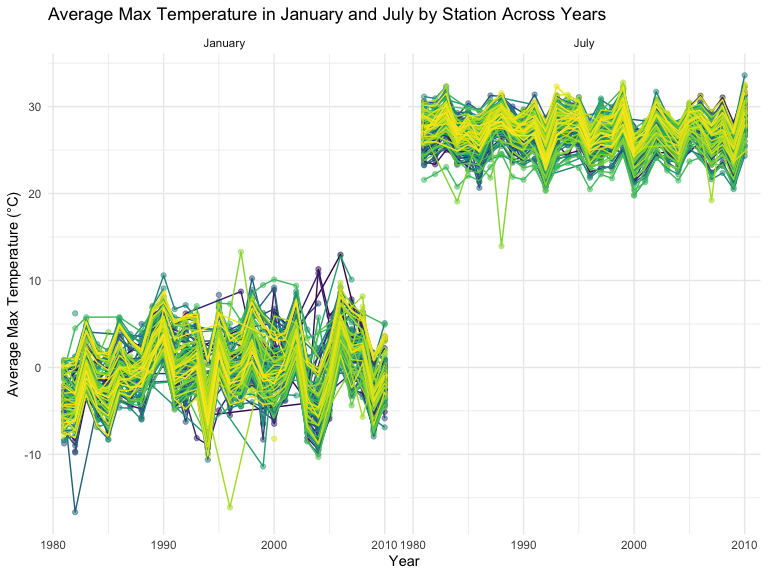 Average Max Temperature in January and July by Station Across Years
January July
Average Max Temperature (°C)
30
20
10
0
-10
1980 1990 2000 2010 1980 1990 2000 2010
Year